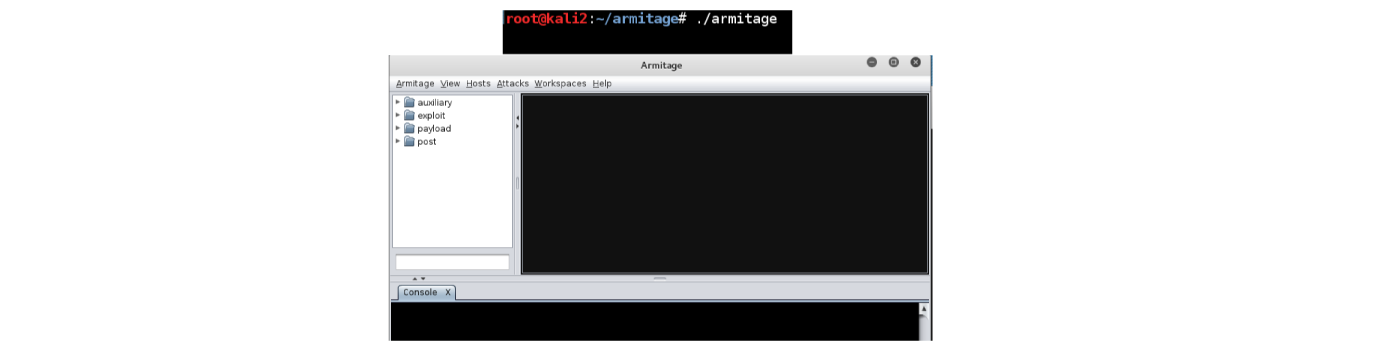 root@kali2:~/armitage# ./armitage
Armitage
Armitage View Hosts Attacks Workspaces Help
auxiliary
exploit
payload
post
Console X